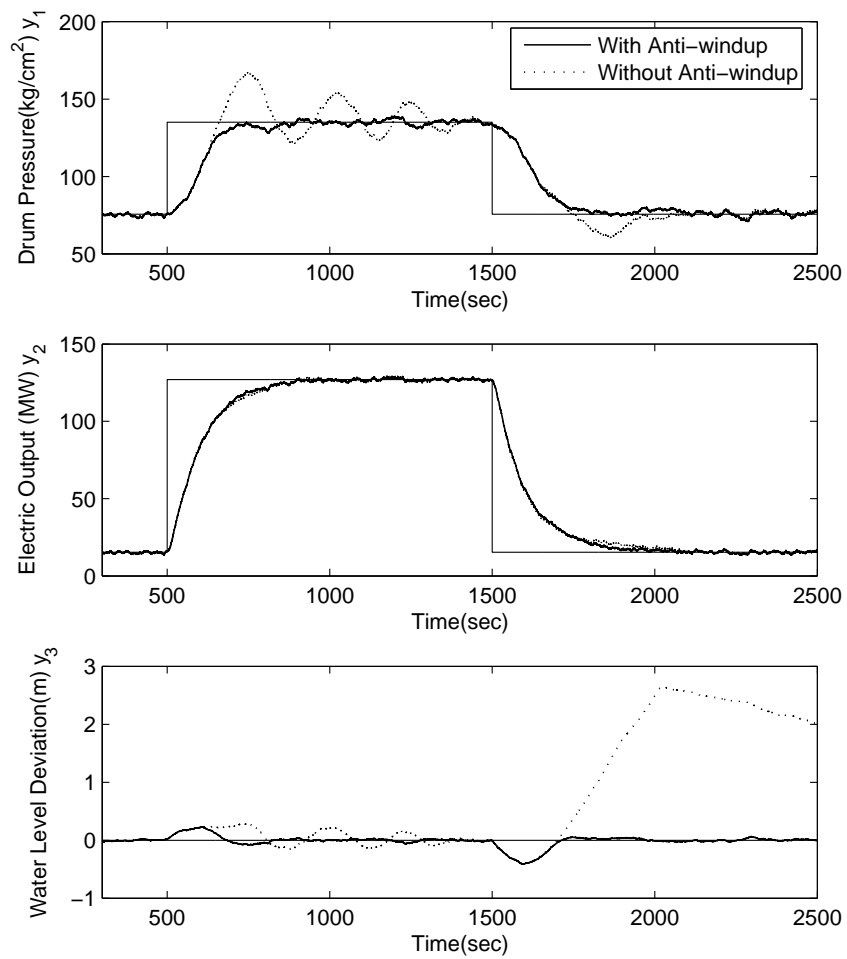 200
150
100
50
Drum Pressure(kg/cm²) y₁
With Anti−windup
Without Anti−windup
500 1000 1500 2000 2500
Time(sec)
150
100
50
0
Electric Output (MW) y₂
500 1000 1500 2000 2500
Time(sec)
3
2
1
0
−1
Water Level Deviation(m) y₃
500 1000 1500 2000 2500
Time(sec)